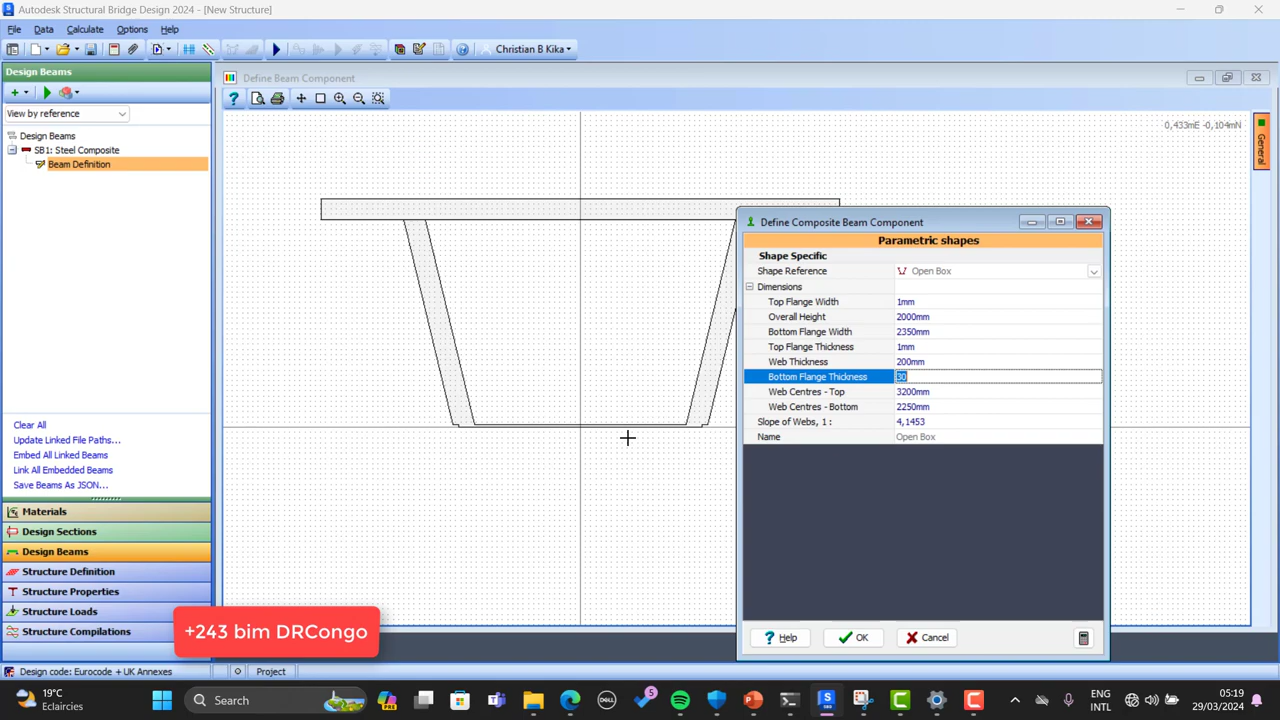 Autodesk Structural Bridge Design 2024 - [New Structure]
File Data Calculate Options Help
Christian B Kika
Design Beams
View by reference
Design Beams
SB1: Steel Composite
Beam Definition
Clear All
Update Linked File Paths...
Embed All Linked Beams
Link All Embedded Beams
Save Beams As JSON...
Materials
Design Sections
Design Beams
Structure Definition
Structure Properties
Structure Loads
Structure Compilations
Design code: Eurocode + UK Annexes
Project
+243 bim DRCongo
Define Beam Component
0,433mE -0,104mN
General
Define Composite Beam Component
Parametric shapes
Shape Specific
Shape Reference Open Box
Dimensions
Top Flange Width 1mm
Overall Height 2000mm
Bottom Flange Width 2350mm
Top Flange Thickness 1mm
Web Thickness 200mm
Bottom Flange Thickness 30
Web Centres - Top 3200mm
Web Centres - Bottom 2250mm
Slope of Webs, 1 : 4,1453
Name Open Box
Help OK Cancel
19°C
Eclaircies
Search
PRE
DELL
5
ENG
INTL
05:19
29/03/2024